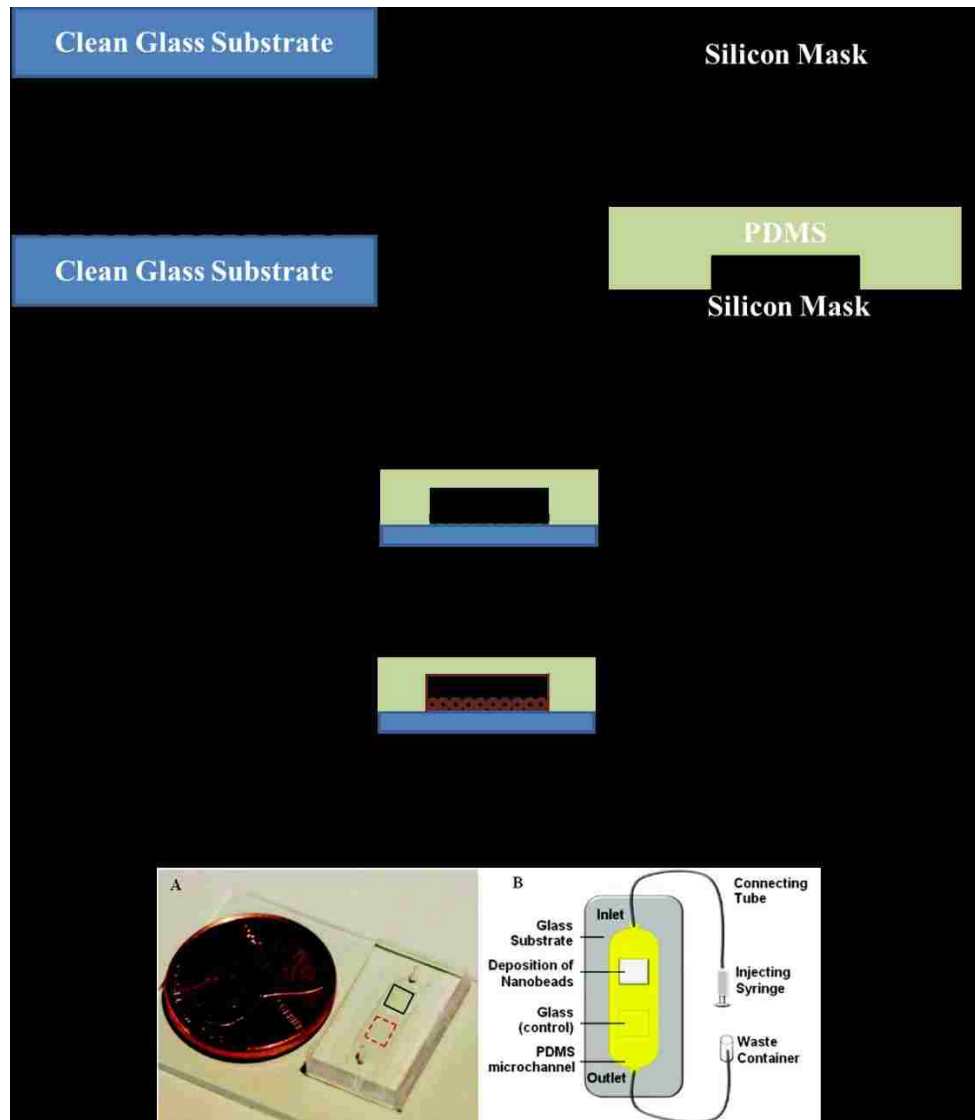 Clean Glass Substrate
Silicon Mask
Clean Glass Substrate
PDMS
Silicon Mask
A
B
Inlet
Glass
Substrate
Deposition of
Nanobeads
Glass
(control)
PDMS
microchannel
Outlet
Connecting
Tube
Injecting
Syringe
Waste
Container